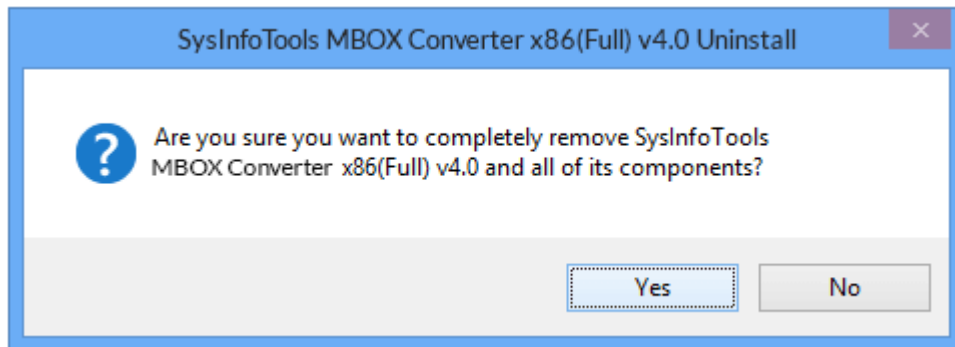 SysInfoTools MBOX Converter x86(Full) v4.0 Uninstall
Are you sure you want to completely remove SysInfoTools
MBOX Converter x86(Full) v4.0 and all of its components?
Yes
No